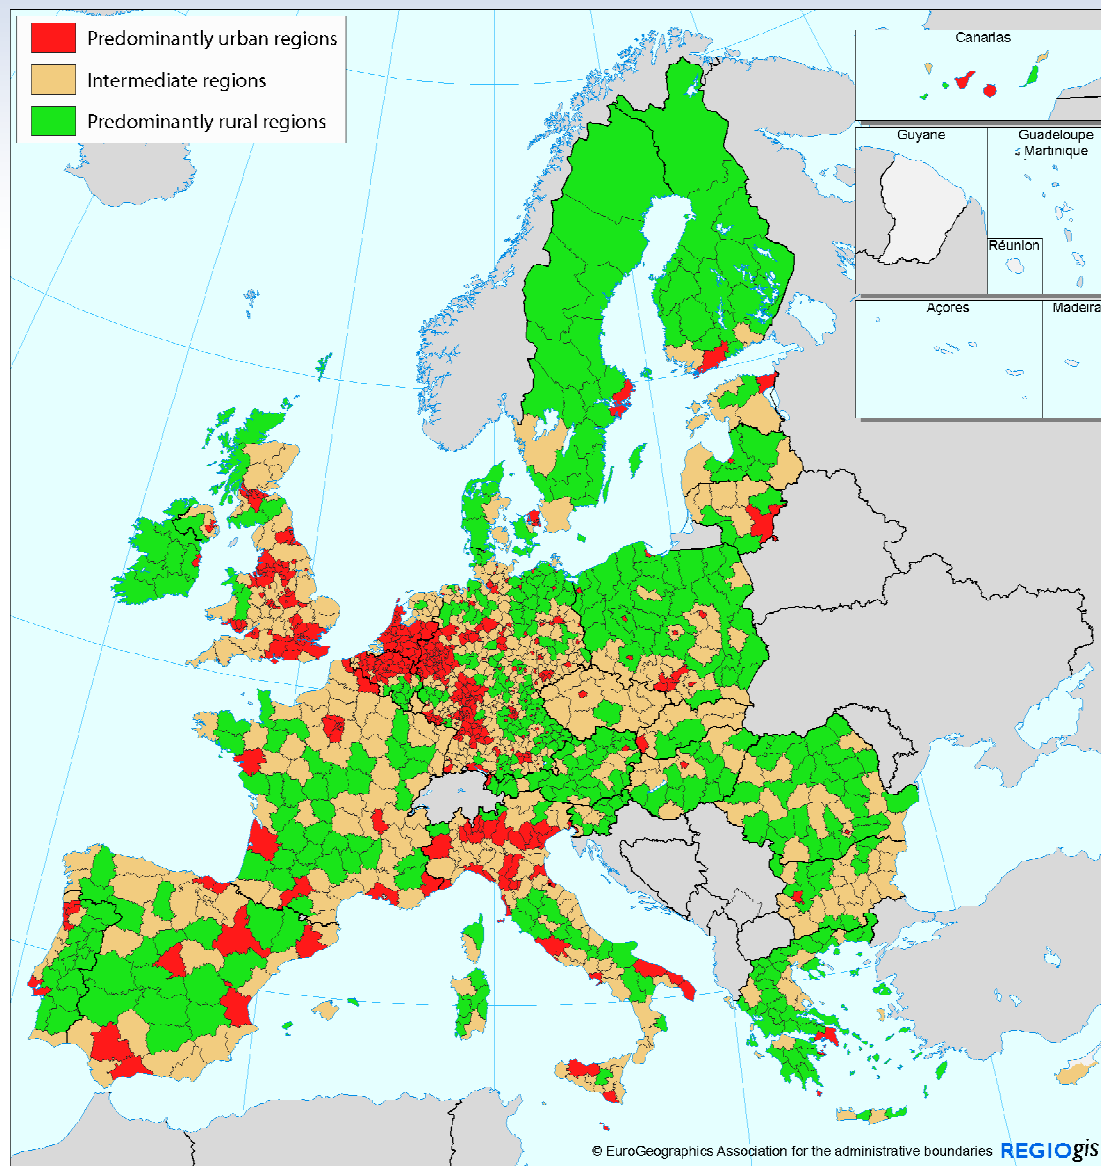 Predominantly urban regions
Intermediate regions
Predominantly rural regions
Canarias
Guyane
Guadeloupe
Martinique
Réunion
Açores
Madeira
© EuroGeographics Association for the administrative boundaries
REGIOgis